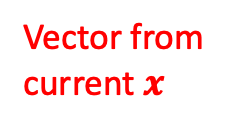 Vector from
current x